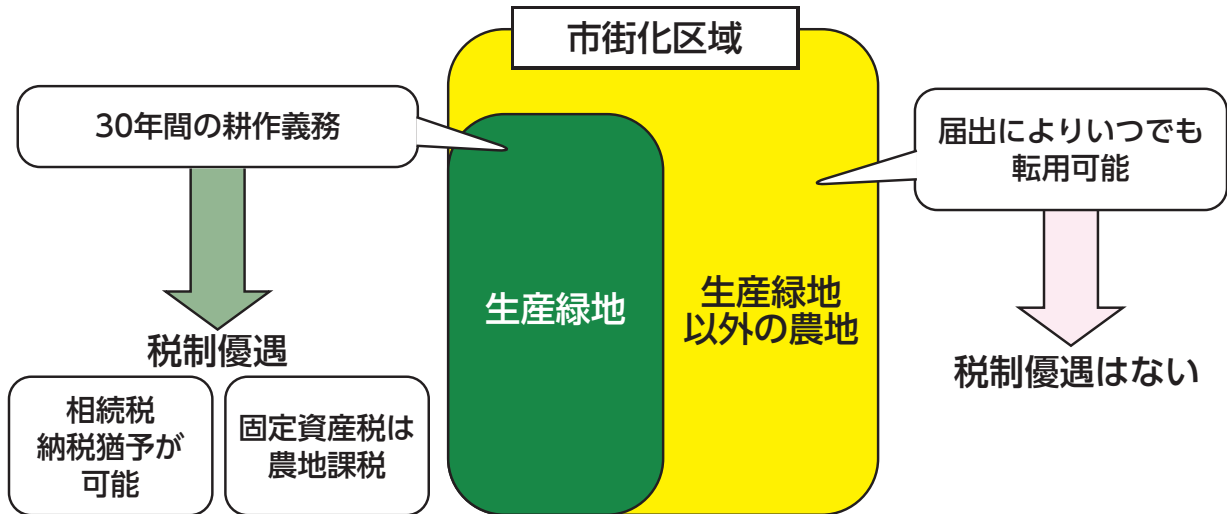 市街化区域
30年間の耕作義務
届出によりいつでも
転用可能
生産緑地
生産緑地
以外の農地
税制優遇
税制優遇はない
相続税
納税猶予が
可能
固定資産税は
農地課税